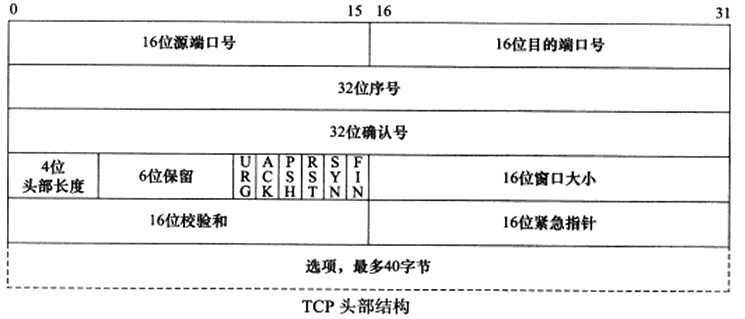 0 15 16 31
16位源端口号 16位目的端口号
32位序号
32位确认号
4位头部长度 6位保留 URG ACK PSH RST SYN FIN 16位窗口大小
16位校验和 16位紧急指针
选项，最多40字节
TCP 头部结构